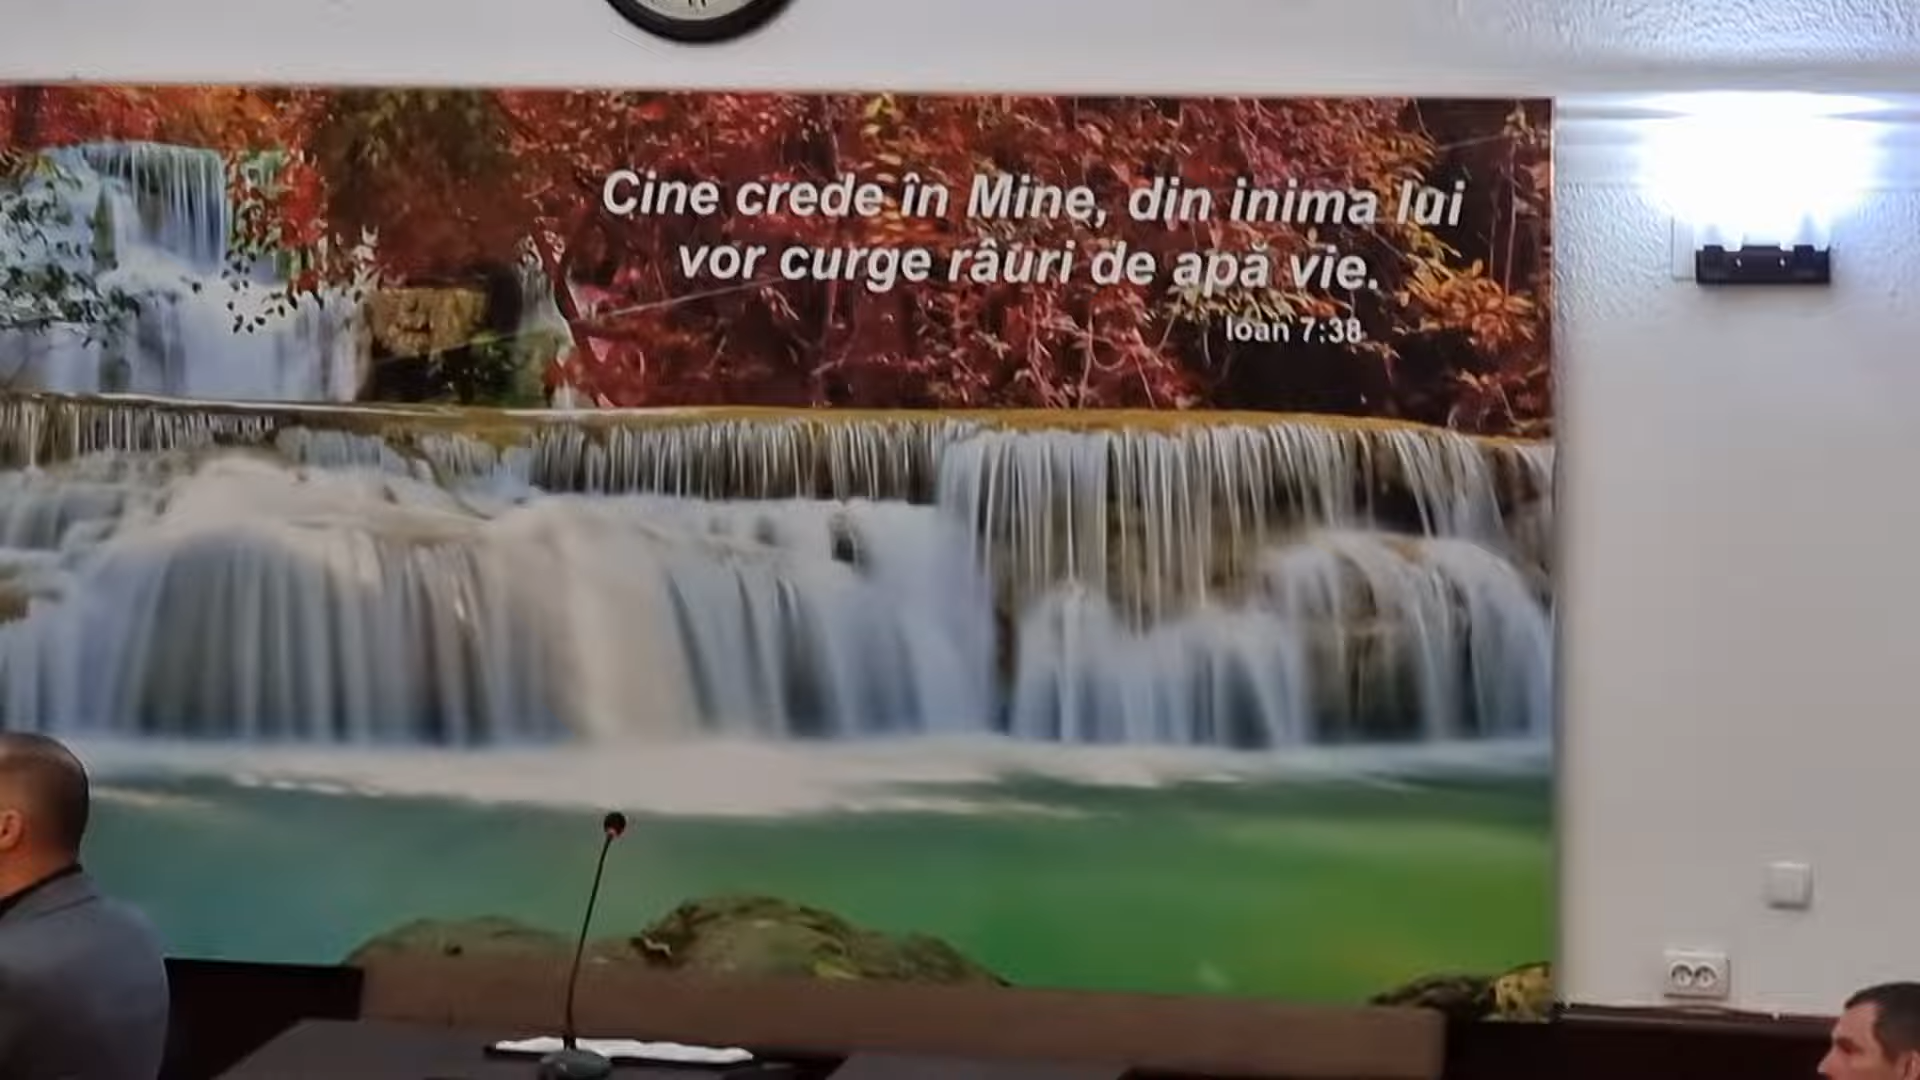 Cine crede în Mine, din inima lui
vor curge râuri de apă vie.
Ioan 7:38